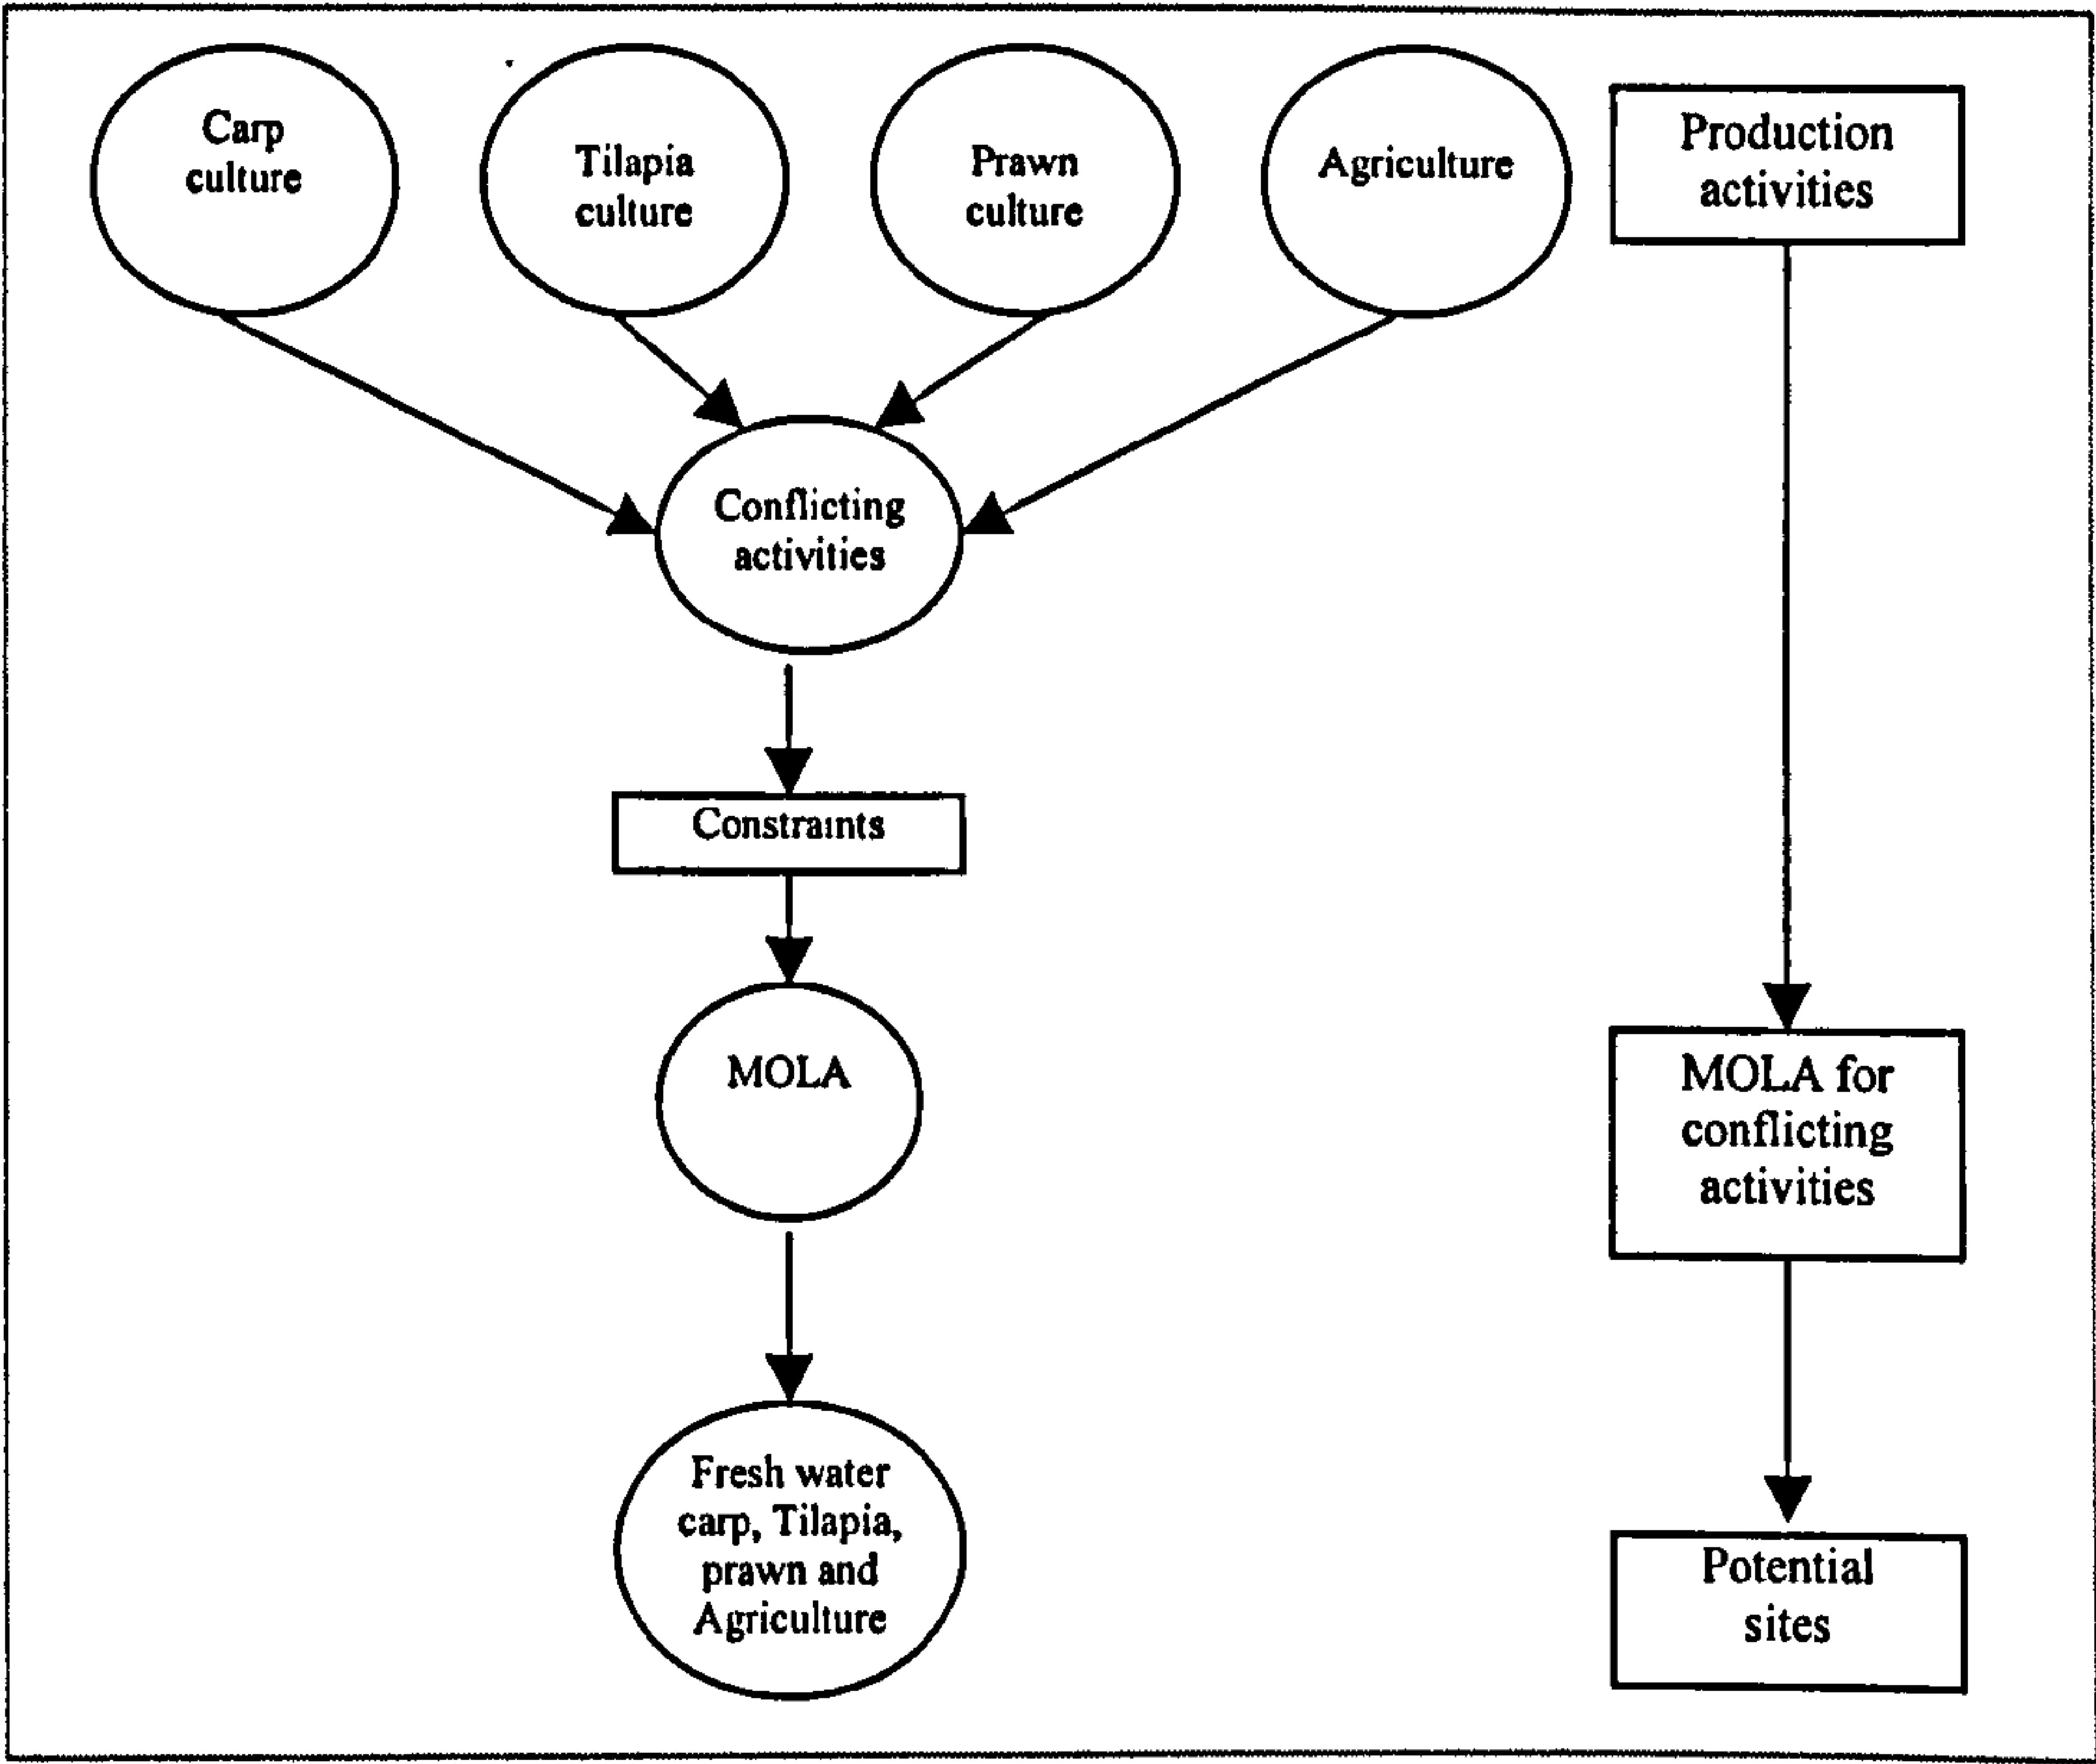 Carp
culture
Tilapia
culture
Prawn
culture
Agriculture
Production
activities
Conflicting
activities
Constraints
MOLA
MOLA for
conflicting
activities
Fresh water
carp, Tilapia,
prawn and
Agriculture
Potential
sites